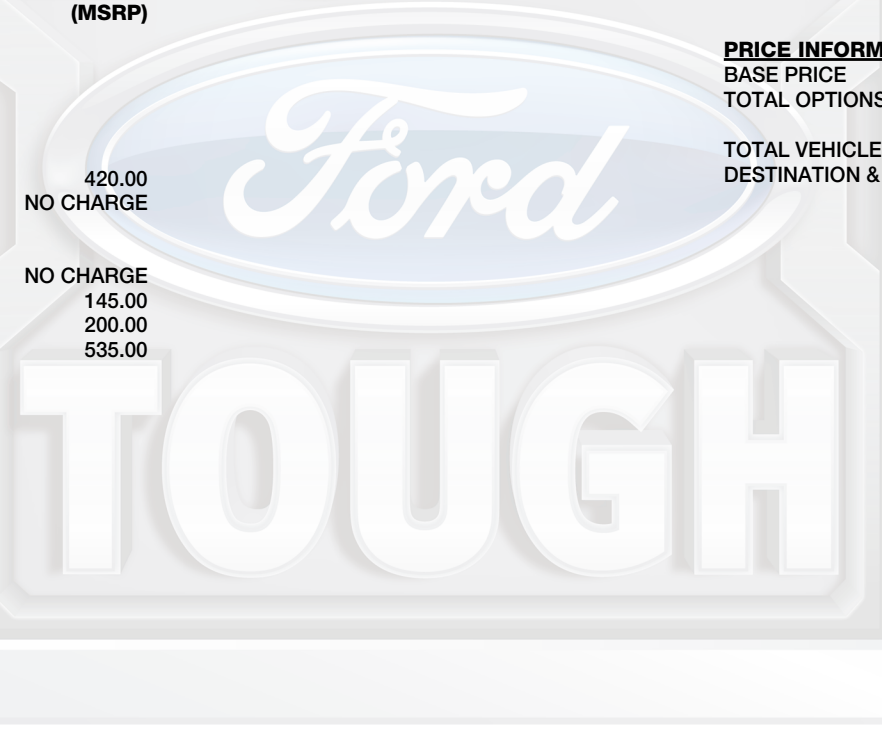 (MSRP)
420.00
NO CHARGE
NO CHARGE
145.00
200.00
535.00
PRICE INFORM
BASE PRICE
TOTAL OPTIONS
TOTAL VEHICLE
DESTINATION &
Ford
TOUGH